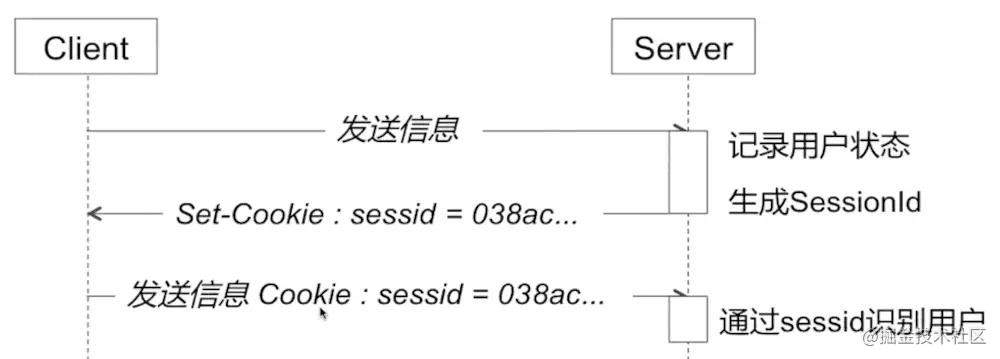 Client
Server
发送信息
记录用户状态
生成SessionId
Set-Cookie : sessid = 038ac...
发送信息 Cookie : sessid = 038ac...
通过sessid识别用户
@掘金技术社区